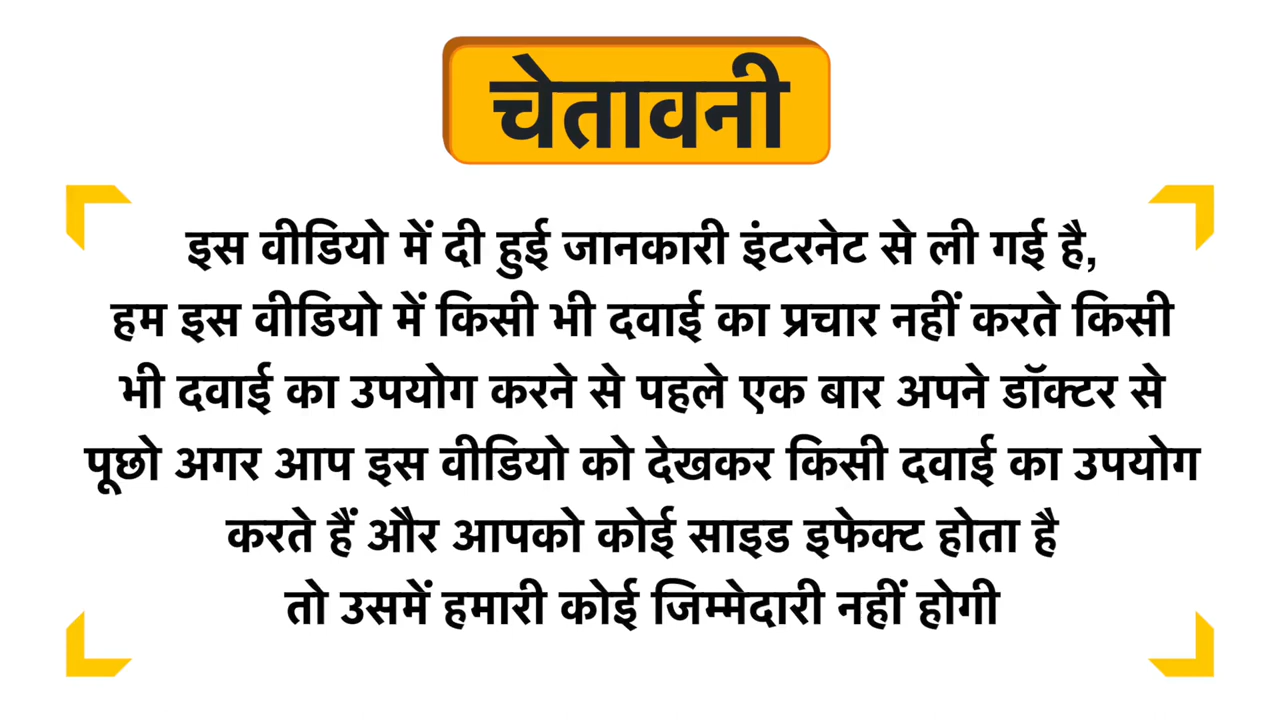 चेतावनी
इस वीडियो में दी हुई जानकारी इंटरनेट से ली गई है,
हम इस वीडियो में किसी भी दवाई का प्रचार नहीं करते किसी
भी दवाई का उपयोग करने से पहले एक बार अपने डॉक्टर से
पूछो अगर आप इस वीडियो को देखकर किसी दवाई का उपयोग
करते हैं और आपको कोई साइड इफेक्ट होता है
तो उसमें हमारी कोई जिम्मेदारी नहीं होगी